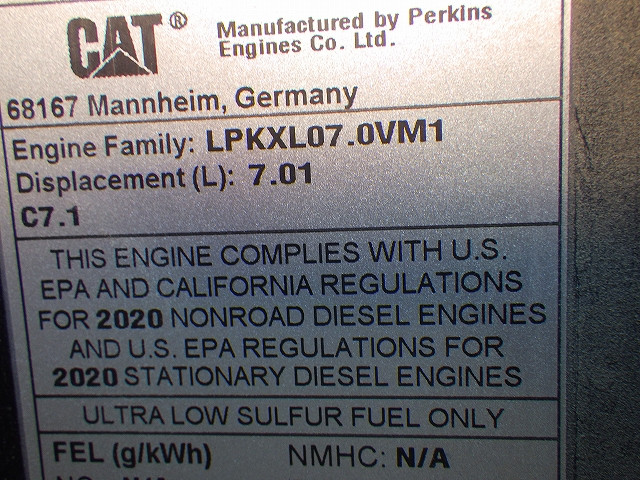 CAT® Manufactured by Perkins
Engines Co. Ltd.
68167 Mannheim, Germany
Engine Family: LPKXL07.0VM1
Displacement (L): 7.01
C7.1
THIS ENGINE COMPLIES WITH U.S.
EPA AND CALIFORNIA REGULATIONS
FOR 2020 NONROAD DIESEL ENGINES
AND U.S. EPA REGULATIONS FOR
2020 STATIONARY DIESEL ENGINES
ULTRA LOW SULFUR FUEL ONLY
FEL (g/kWh) NMHC: N/A